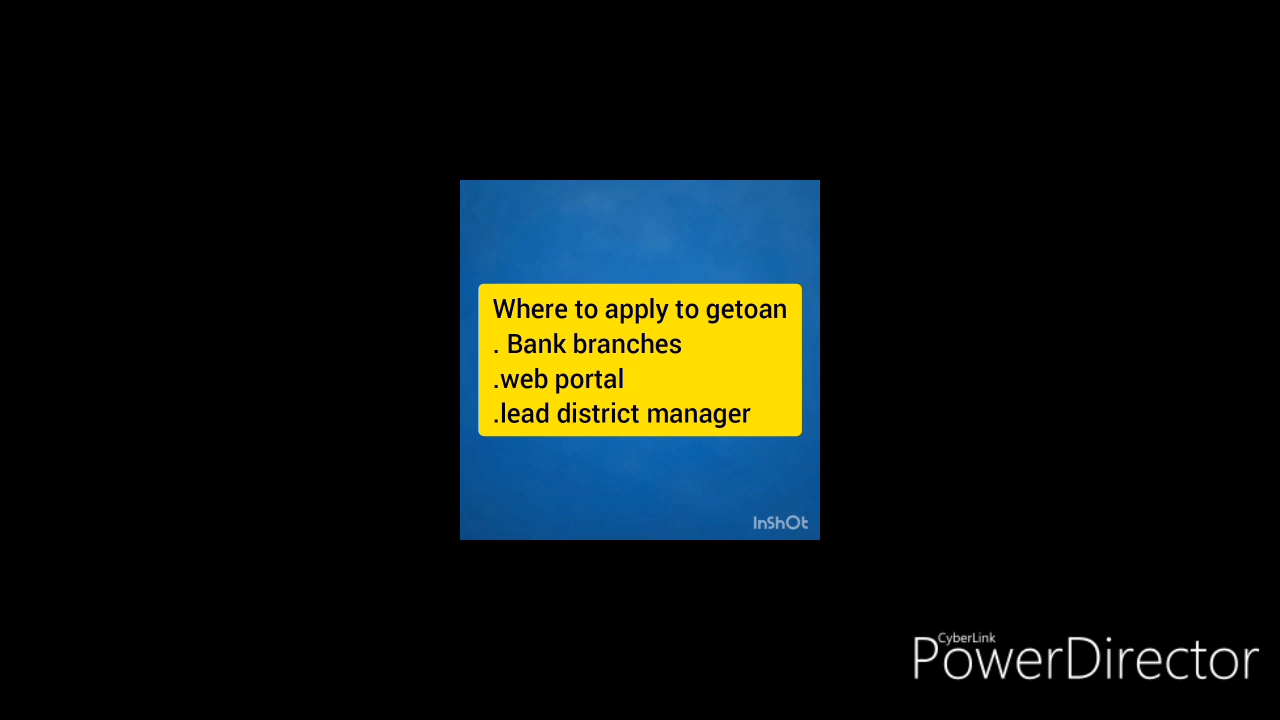 Where to apply to getoan
. Bank branches
.web portal
.lead district manager
InShOt
CyberLink
PowerDirector